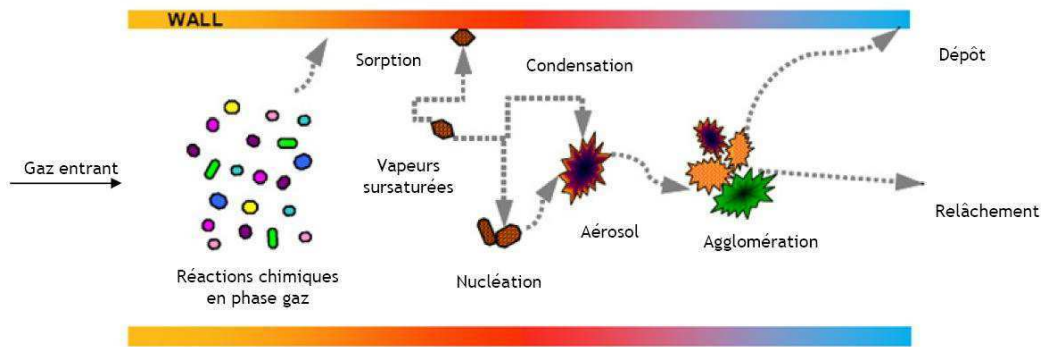 WALL
Sorption
Condensation
Dépôt
Gaz entrant
Vapeurs
sursaturées
Aérosol
Agglomération
Relâchement
Réactions chimiques
en phase gaz
Nucléation